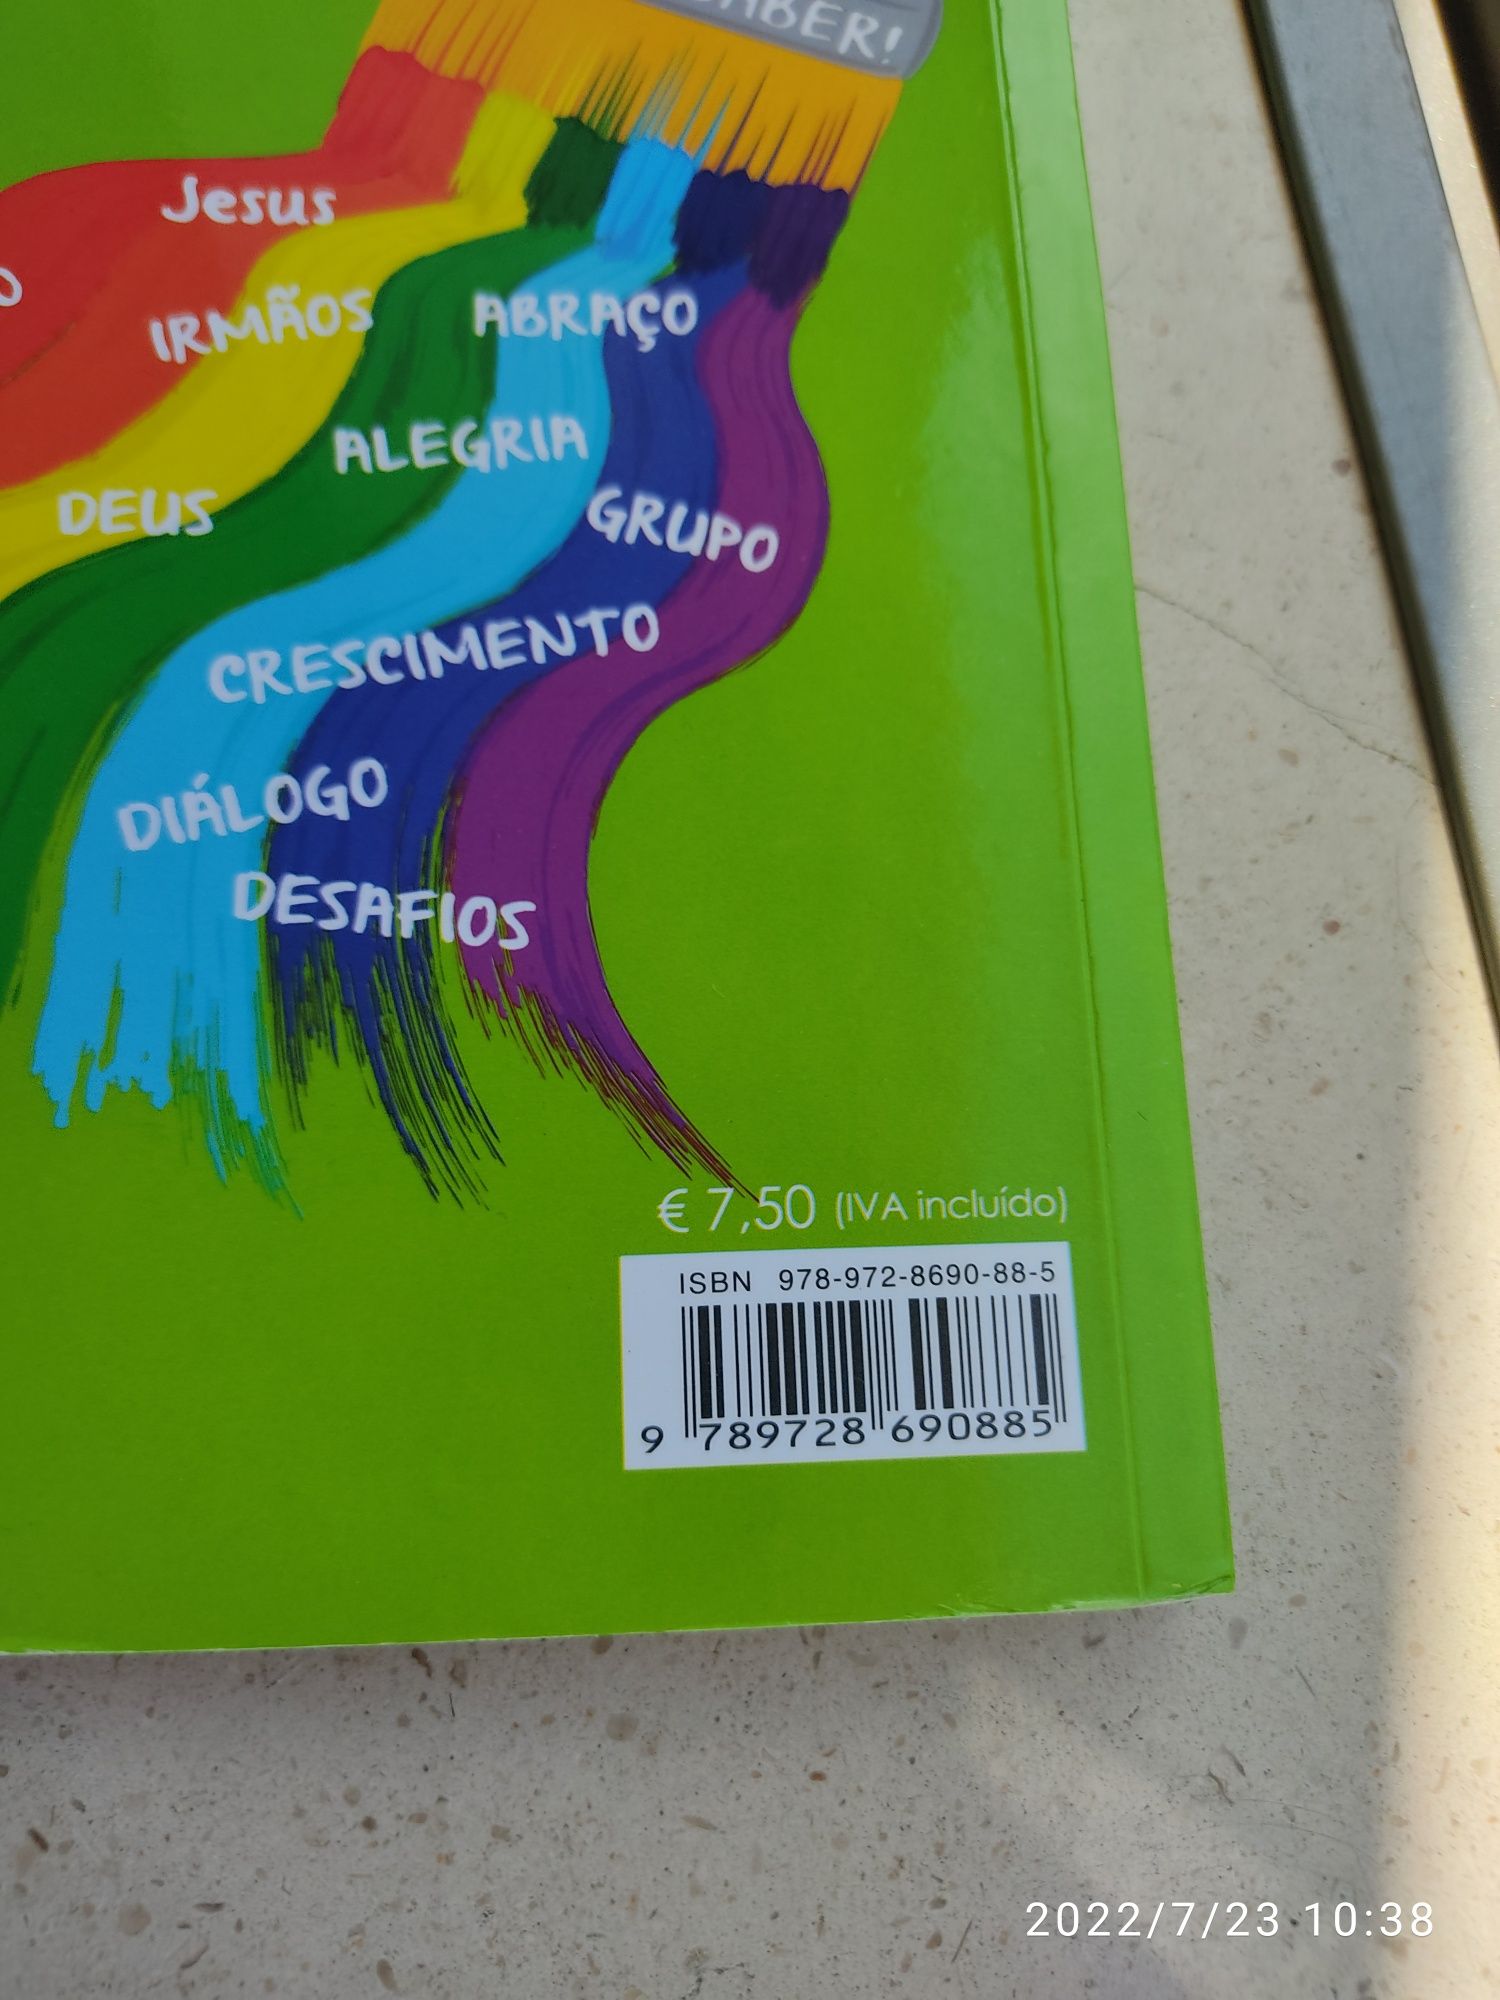 Jesus
IRMÃOS
ABRAÇO
ALEGRIA
DEUS
GRUPO
CRESCIMENTO
DIÁLOGO
DESAFIOS
€ 7,50 (IVA incluído)
ISBN 978-972-8690-88-5
9 789728 690885
2022/7/23 10:38